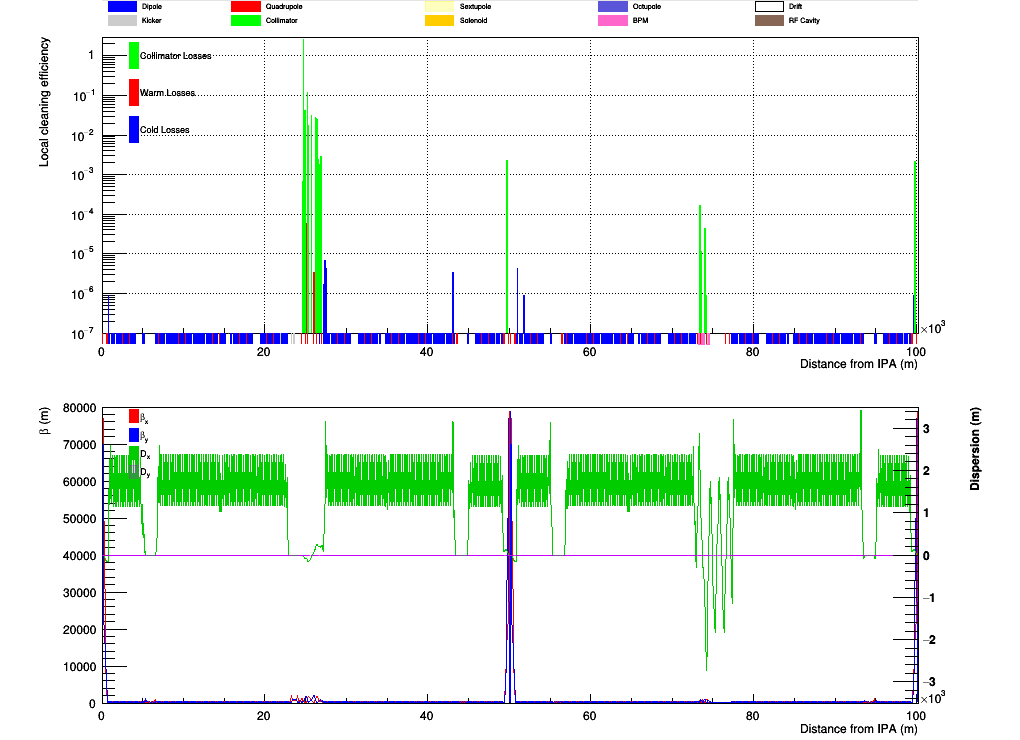 Dipole Quadrupole Sextupole Octupole Drift
Kicker Collimator Solenoid BPM RF Cavity
Local cleaning efficiency
Collimator Losses
Warm Losses
Cold Losses
1
10⁻¹
10⁻²
10⁻³
10⁻⁴
10⁻⁵
10⁻⁶
10⁻⁷
×10³
0 20 40 60 80 100
Distance from IPA (m)
β (m)
βx
βy
Dx
Dy
80000
70000
60000
50000
40000
30000
20000
10000
0
Dispersion (m)
3
2
1
0
−1
−2
−3
×10³
0 20 40 60 80 100
Distance from IPA (m)